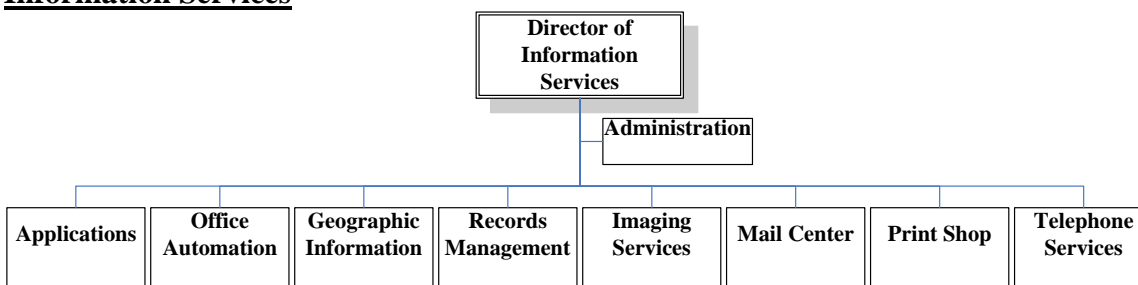 Information Services
Director of
Information
Services
Administration
Applications
Office
Automation
Geographic
Information
Records
Management
Imaging
Services
Mail Center
Print Shop
Telephone
Services